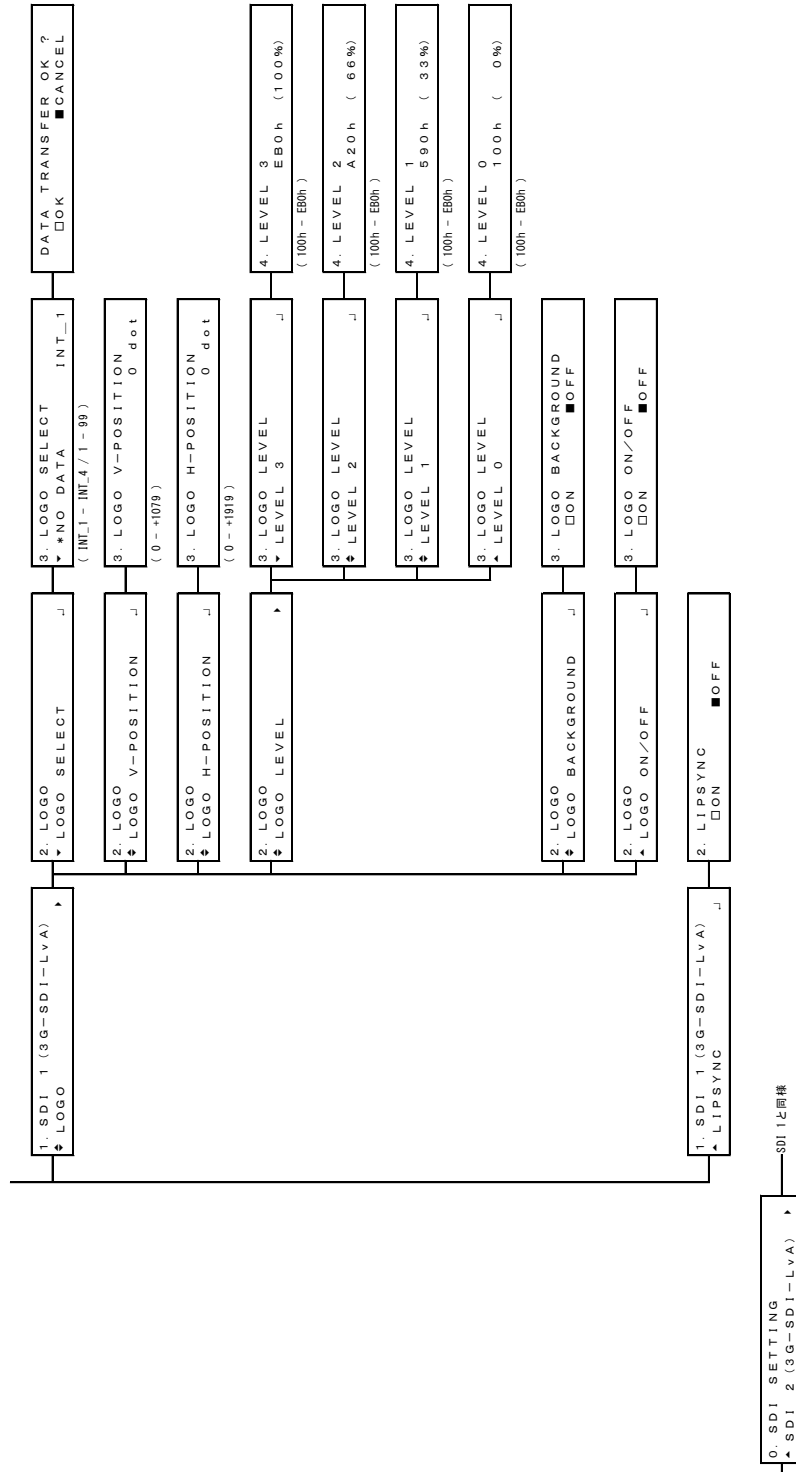 1. SDI 1 (3G-SDI-LvA)
◆ LOGO ▶
2. LOGO
▼ LOGO SELECT ┘
3. LOGO SELECT
▼ *NO DATA INT_1
( INT_1 - INT_4 / 1 - 99 )
DATA TRANSFER OK ?
□OK ■CANCEL
2. LOGO
◆ LOGO V-POSITION ┘
3. LOGO V-POSITION
0 dot
( 0 - +1079 )
2. LOGO
◆ LOGO H-POSITION ┘
3. LOGO H-POSITION
0 dot
( 0 - +1919 )
2. LOGO
◆ LOGO LEVEL ▶
3. LOGO LEVEL
▼ LEVEL 3 ┘
4. LEVEL 3
EB0h (100%)
( 100h - EB0h )
3. LOGO LEVEL
◆ LEVEL 2 ┘
4. LEVEL 2
A20h ( 66%)
( 100h - EB0h )
3. LOGO LEVEL
◆ LEVEL 1 ┘
4. LEVEL 1
590h ( 33%)
( 100h - EB0h )
3. LOGO LEVEL
▲ LEVEL 0 ┘
4. LEVEL 0
100h ( 0%)
( 100h - EB0h )
2. LOGO
◆ LOGO BACKGROUND ┘
3. LOGO BACKGROUND
□ON ■OFF
2. LOGO
▲ LOGO ON/OFF ┘
3. LOGO ON/OFF
□ON ■OFF
1. SDI 1 (3G-SDI-LvA)
▲ LIPSYNC ┘
2. LIPSYNC
□ON ■OFF
0. SDI SETTING
▲ SDI 2 (3G-SDI-LvA) ▶
SDI 1と同様